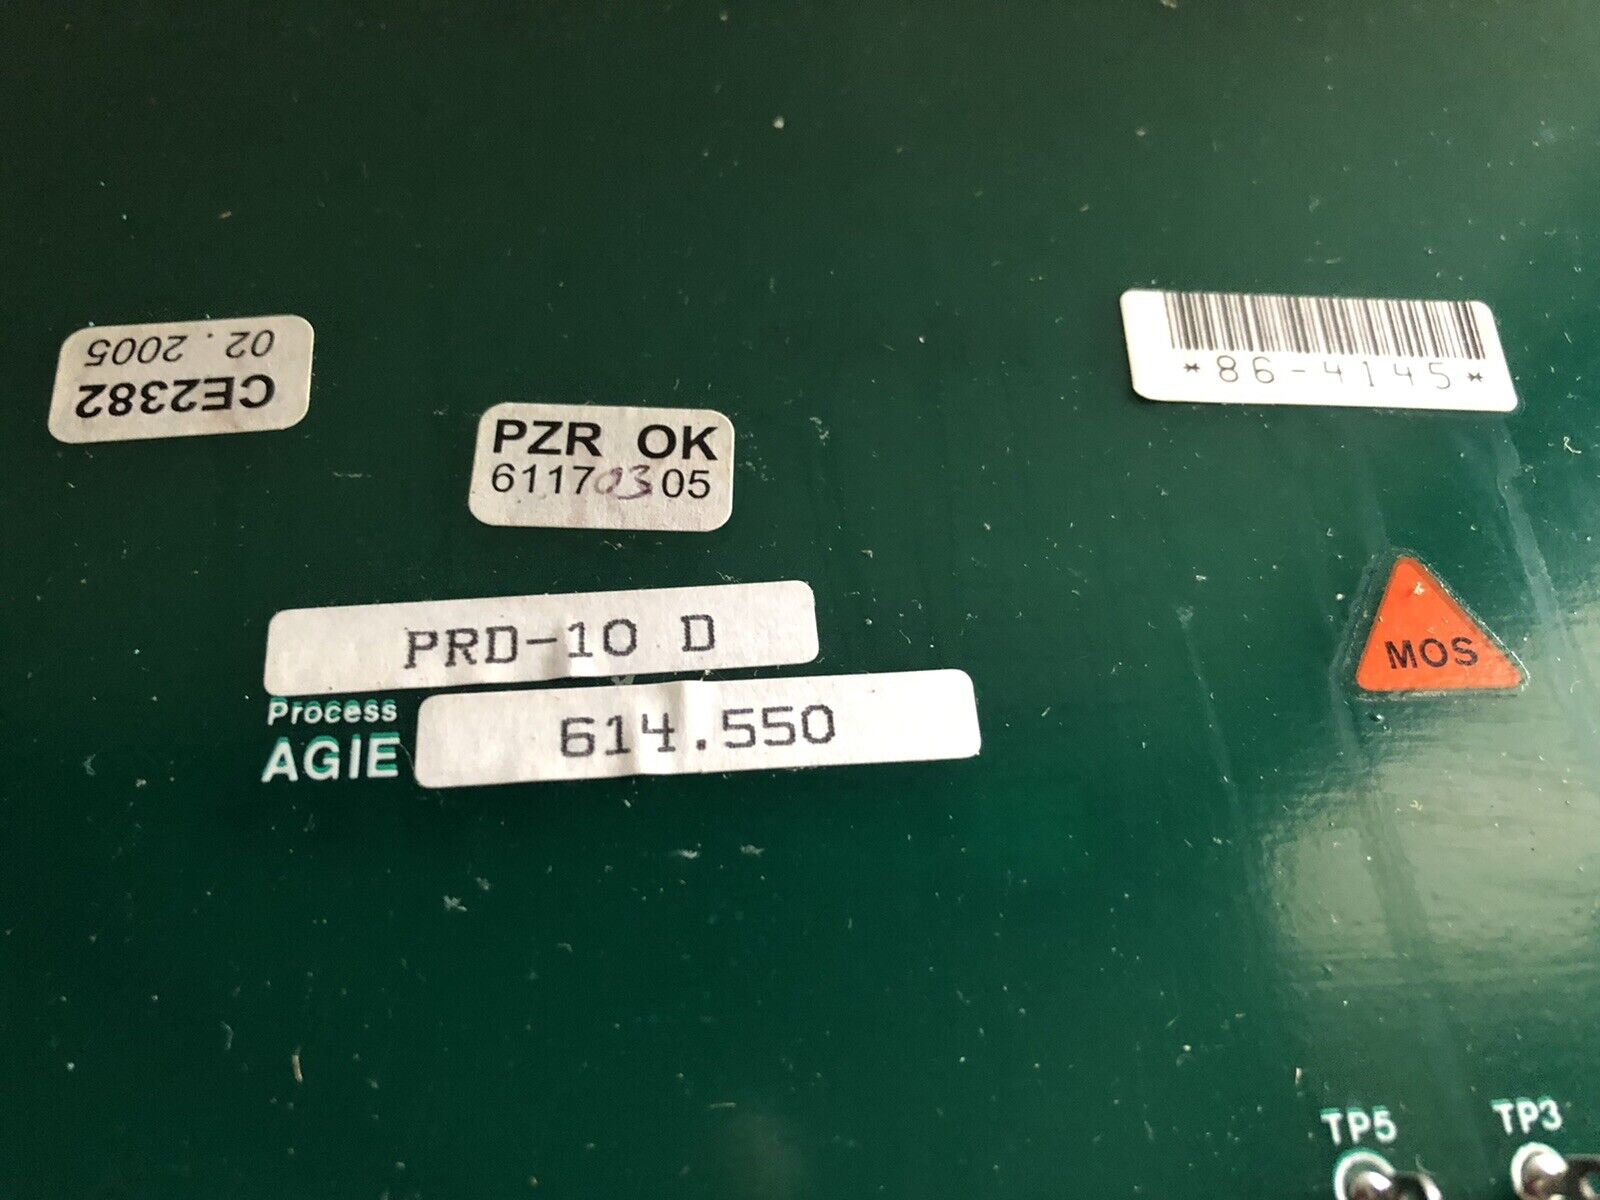 CE2382
02.2005
PZR OK
61170305
*86-4145*
PRD-10 D
Process
AGIE
614.550
MOS
TP5
TP3